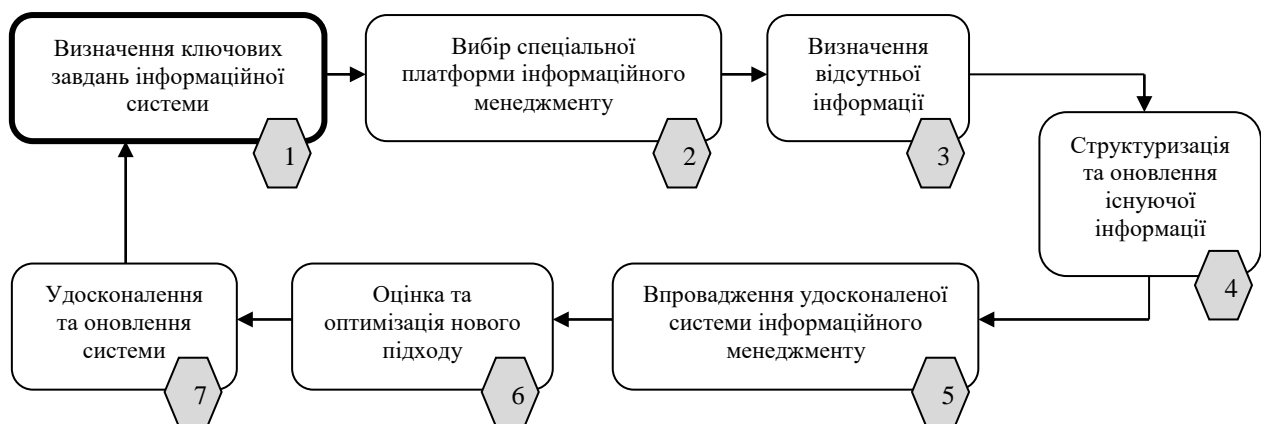 Визначення ключових
завдань інформаційної
системи
1
Вибір спеціальної
платформи інформаційного
менеджменту
2
Визначення
відсутньої
інформації
3
Структуризація
та оновлення
існуючої
інформації
4
Впровадження удосконаленої
системи інформаційного
менеджменту
5
Оцінка та
оптимізація нового
підходу
6
Удосконалення
та оновлення
системи
7